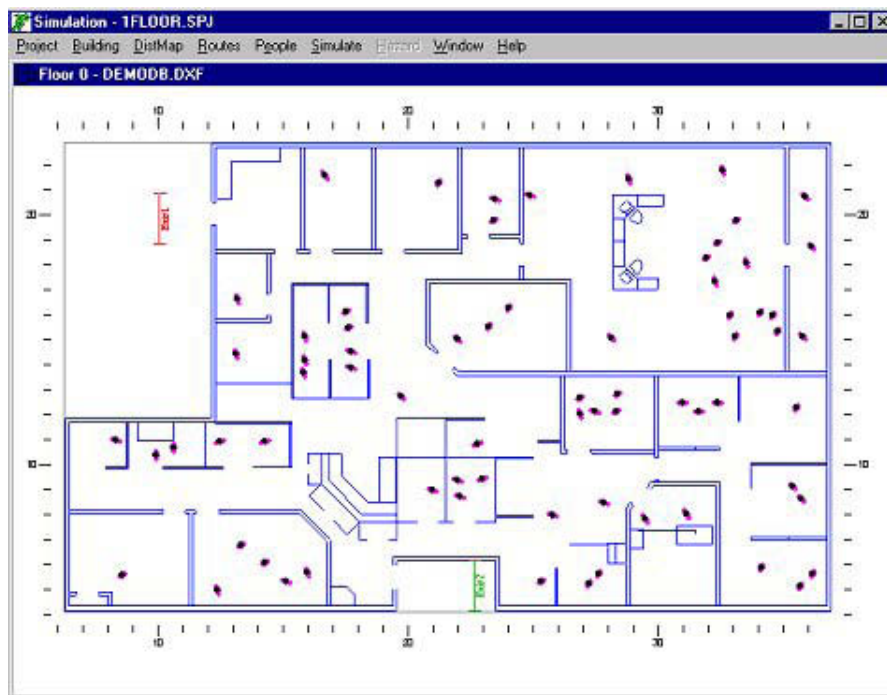 Simulation - 1FLOOR.SPJ
Project Building DistMap Routes People Simulate Hazard Window Help
Floor 0 - DEMODB.DXF
10 20 30
20 20
Exit1
10 10
Exit2
10 20 30